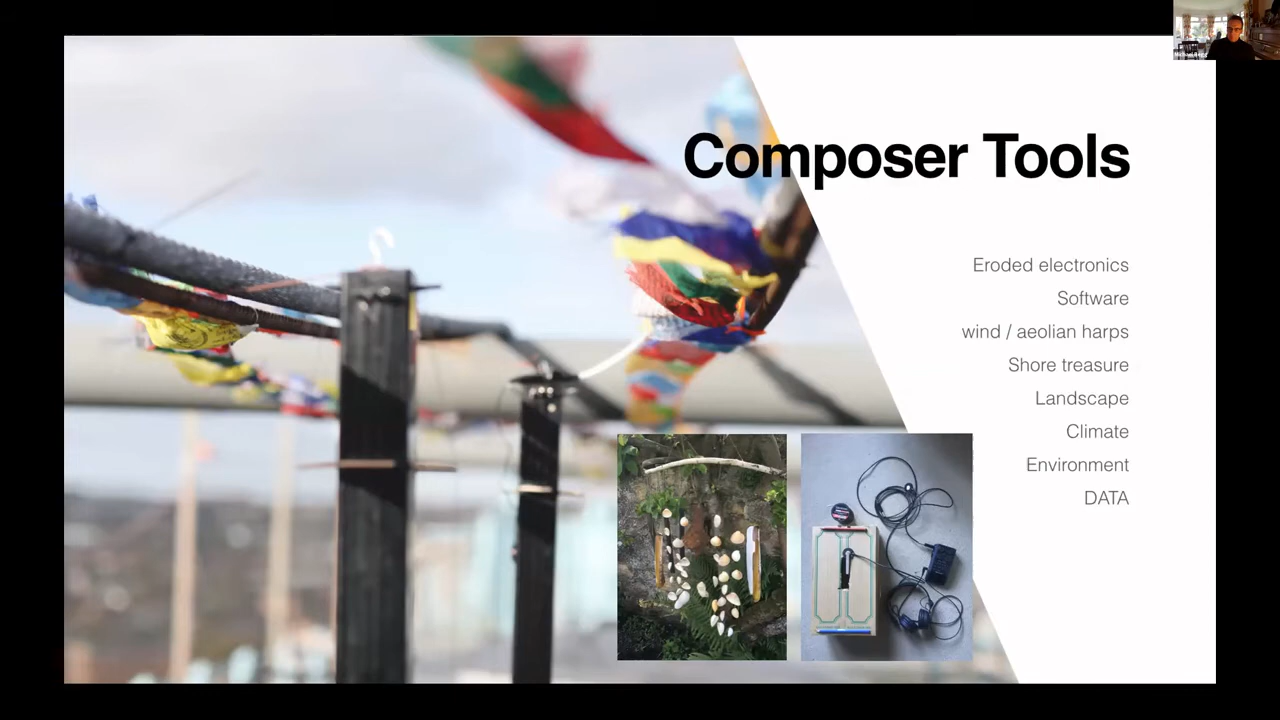 Composer Tools
Eroded electronics
Software
wind / aeolian harps
Shore treasure
Landscape
Climate
Environment
DATA